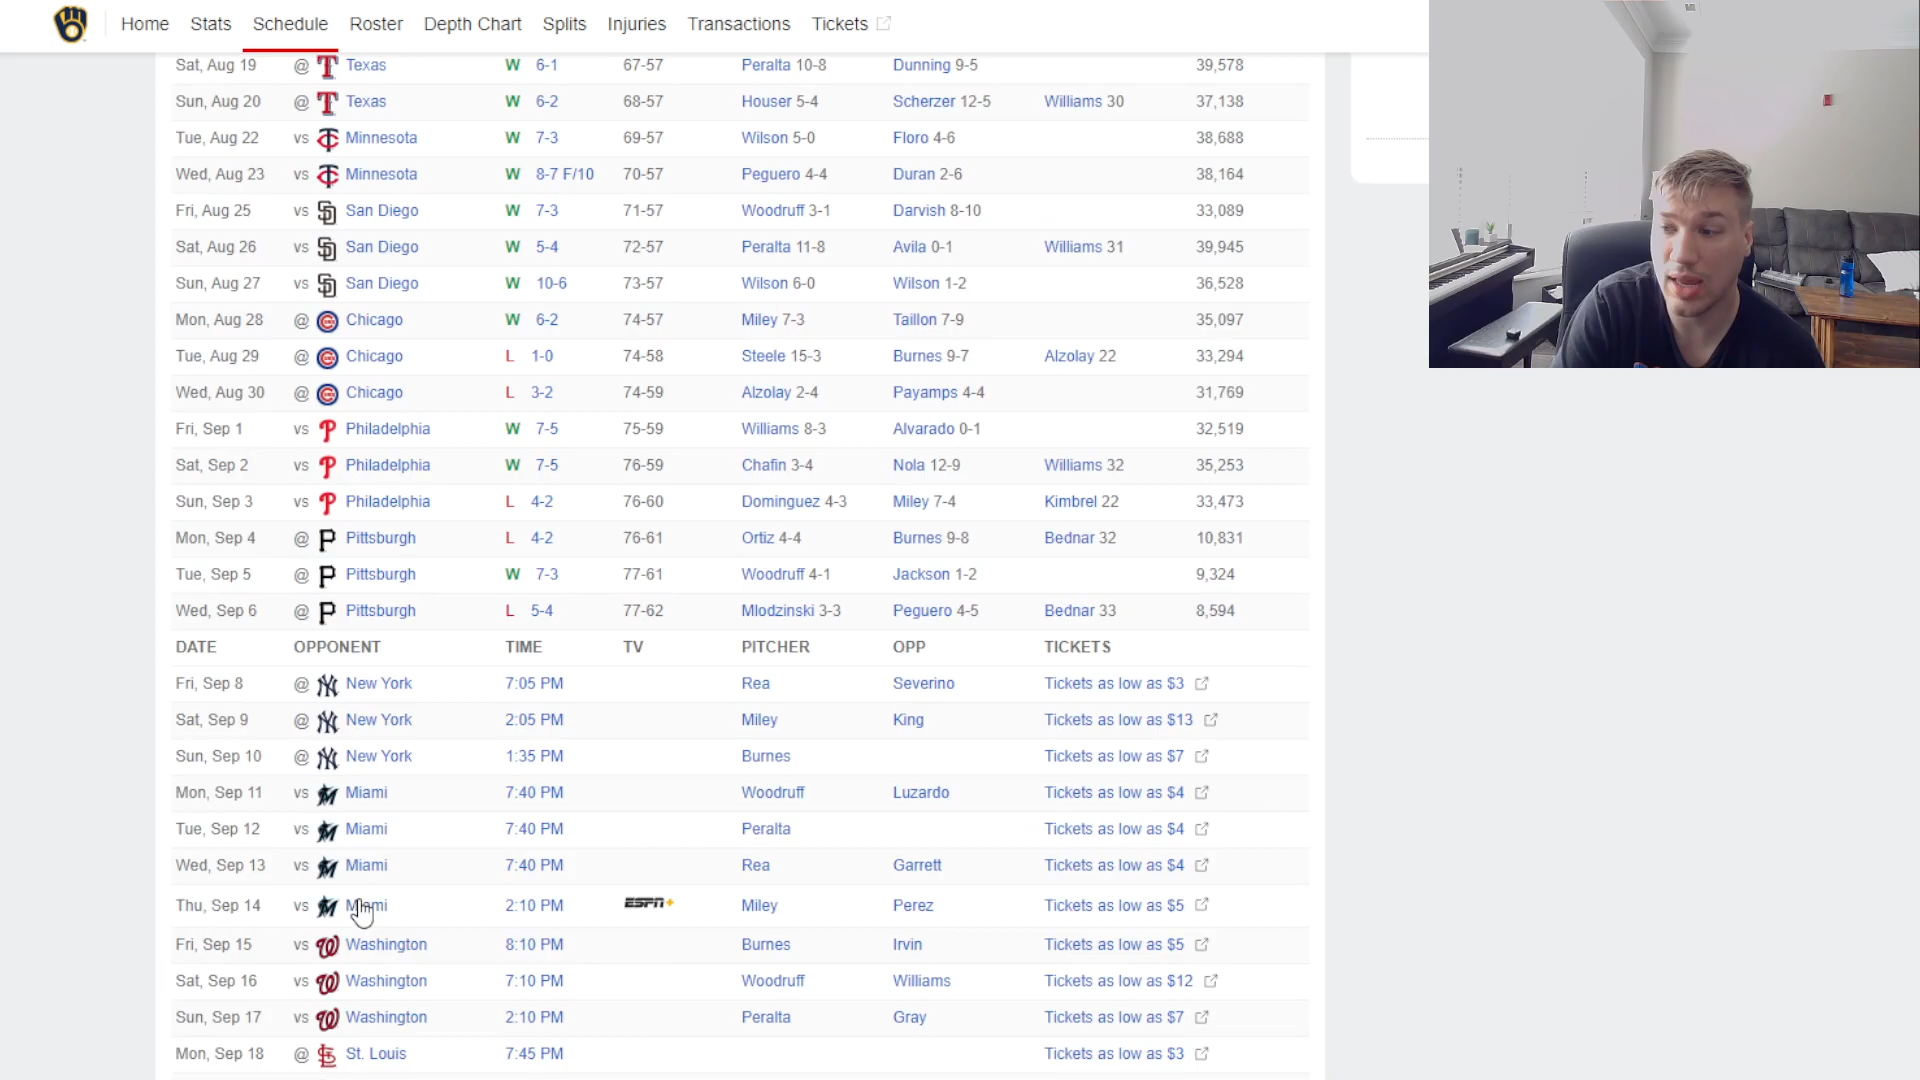 Home Stats Schedule Roster Depth Chart Splits Injuries Transactions Tickets
Sat, Aug 19 @ Texas W 6-1 67-57 Peralta 10-8 Dunning 9-5 39,578
Sun, Aug 20 @ Texas W 6-2 68-57 Houser 5-4 Scherzer 12-5 Williams 30 37,138
Tue, Aug 22 vs Minnesota W 7-3 69-57 Wilson 5-0 Floro 4-6 38,688
Wed, Aug 23 vs Minnesota W 8-7 F/10 70-57 Peguero 4-4 Duran 2-6 38,164
Fri, Aug 25 vs San Diego W 7-3 71-57 Woodruff 3-1 Darvish 8-10 33,089
Sat, Aug 26 vs San Diego W 5-4 72-57 Peralta 11-8 Avila 0-1 Williams 31 39,945
Sun, Aug 27 vs San Diego W 10-6 73-57 Wilson 6-0 Wilson 1-2 36,528
Mon, Aug 28 @ Chicago W 6-2 74-57 Miley 7-3 Taillon 7-9 35,097
Tue, Aug 29 @ Chicago L 1-0 74-58 Steele 15-3 Burnes 9-7 Alzolay 22 33,294
Wed, Aug 30 @ Chicago L 3-2 74-59 Alzolay 2-4 Payamps 4-4 31,769
Fri, Sep 1 vs Philadelphia W 7-5 75-59 Williams 8-3 Alvarado 0-1 32,519
Sat, Sep 2 vs Philadelphia W 7-5 76-59 Chafin 3-4 Nola 12-9 Williams 32 35,253
Sun, Sep 3 vs Philadelphia L 4-2 76-60 Dominguez 4-3 Miley 7-4 Kimbrel 22 33,473
Mon, Sep 4 @ Pittsburgh L 4-2 76-61 Ortiz 4-4 Burnes 9-8 Bednar 32 10,831
Tue, Sep 5 @ Pittsburgh W 7-3 77-61 Woodruff 4-1 Jackson 1-2 9,324
Wed, Sep 6 @ Pittsburgh L 5-4 77-62 Mlodzinski 3-3 Peguero 4-5 Bednar 33 8,594
DATE OPPONENT TIME TV PITCHER OPP TICKETS
Fri, Sep 8 @ New York 7:05 PM Rea Severino Tickets as low as $3
Sat, Sep 9 @ New York 2:05 PM Miley King Tickets as low as $13
Sun, Sep 10 @ New York 1:35 PM Burnes Tickets as low as $7
Mon, Sep 11 vs Miami 7:40 PM Woodruff Luzardo Tickets as low as $4
Tue, Sep 12 vs Miami 7:40 PM Peralta Tickets as low as $4
Wed, Sep 13 vs Miami 7:40 PM Rea Garrett Tickets as low as $4
Thu, Sep 14 vs Miami 2:10 PM ESPN+ Miley Perez Tickets as low as $5
Fri, Sep 15 vs Washington 8:10 PM Burnes Irvin Tickets as low as $5
Sat, Sep 16 vs Washington 7:10 PM Woodruff Williams Tickets as low as $12
Sun, Sep 17 vs Washington 2:10 PM Peralta Gray Tickets as low as $7
Mon, Sep 18 @ St. Louis 7:45 PM Tickets as low as $3